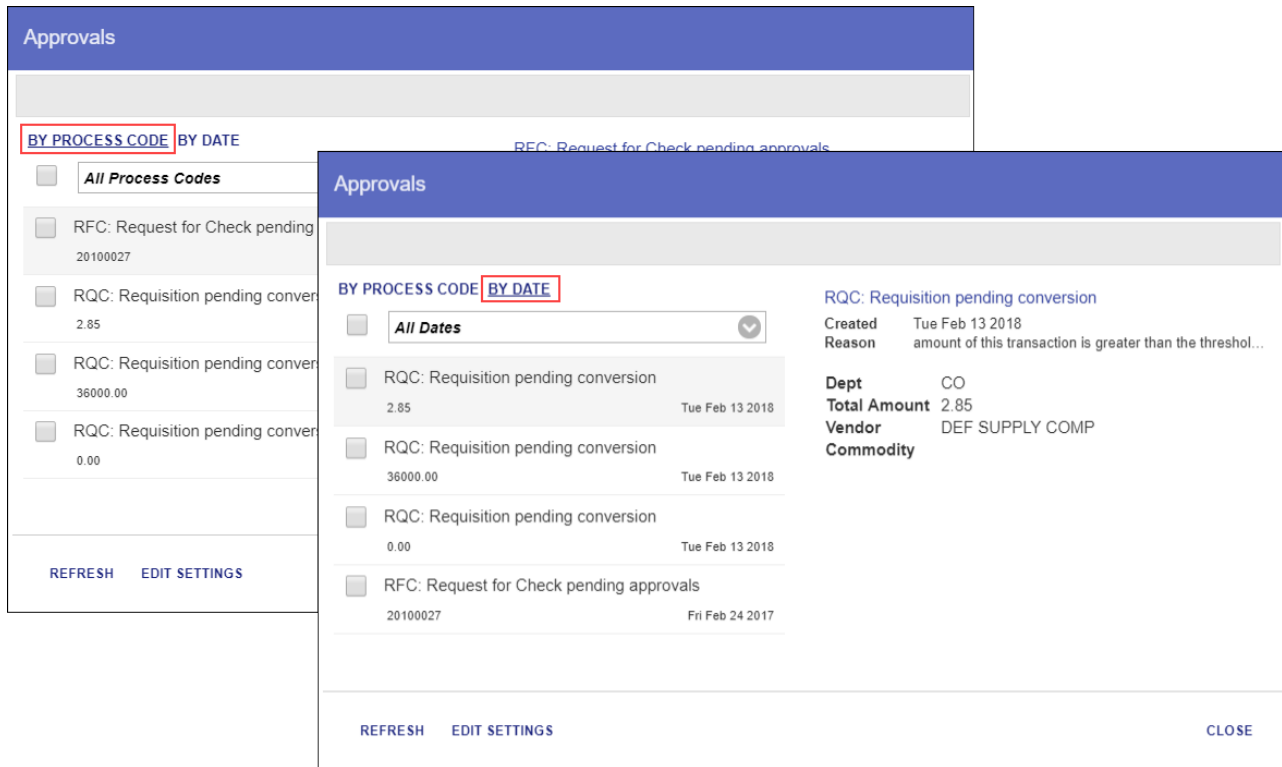 Approvals
BY PROCESS CODE BY DATE
RFC: Request for Check pending approvals
All Process Codes
RFC: Request for Check pending
20100027
RQC: Requisition pending conver
2.85
RQC: Requisition pending conver
36000.00
RQC: Requisition pending conver
0.00
REFRESH EDIT SETTINGS
Approvals
BY PROCESS CODE BY DATE
All Dates
RQC: Requisition pending conversion
2.85 Tue Feb 13 2018
RQC: Requisition pending conversion
36000.00 Tue Feb 13 2018
RQC: Requisition pending conversion
0.00 Tue Feb 13 2018
RFC: Request for Check pending approvals
20100027 Fri Feb 24 2017
RQC: Requisition pending conversion
Created Tue Feb 13 2018
Reason amount of this transaction is greater than the threshol...
Dept CO
Total Amount 2.85
Vendor DEF SUPPLY COMP
Commodity
REFRESH EDIT SETTINGS CLOSE